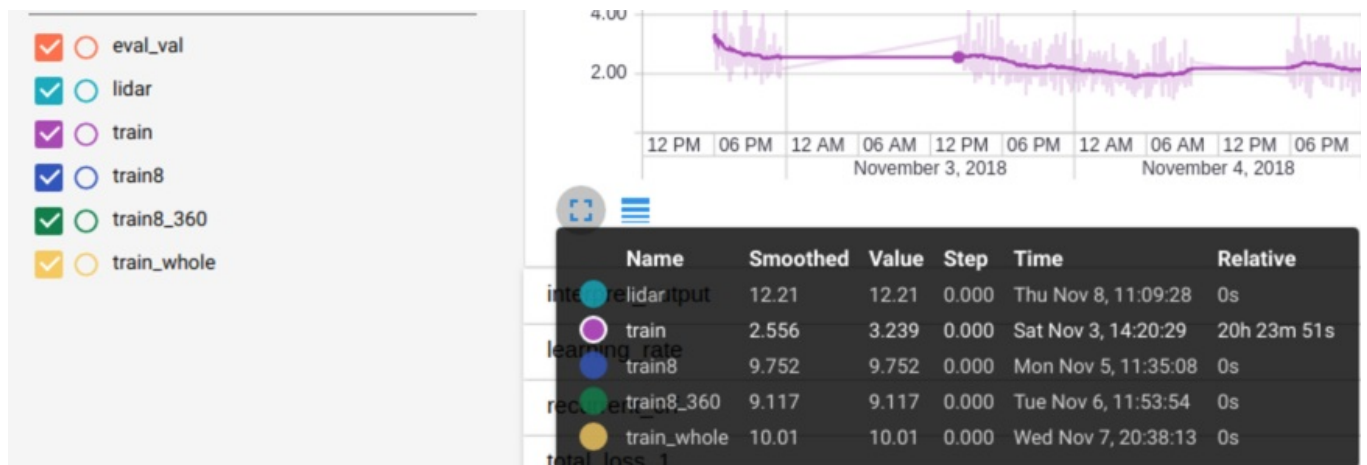 eval_val
lidar
train
train8
train8_360
train_whole
4.00
2.00
12 PM 06 PM 12 AM 06 AM 12 PM 06 PM 12 AM 06 AM 12 PM 06 PM
November 3, 2018 November 4, 2018
Name Smoothed Value Step Time Relative
lidar 12.21 12.21 0.000 Thu Nov 8, 11:09:28 0s
train 2.556 3.239 0.000 Sat Nov 3, 14:20:29 20h 23m 51s
learning_rate
train8 9.752 9.752 0.000 Mon Nov 5, 11:35:08 0s
train8_360 9.117 9.117 0.000 Tue Nov 6, 11:53:54 0s
train_whole 10.01 10.01 0.000 Wed Nov 7, 20:38:13 0s
total_loss_1